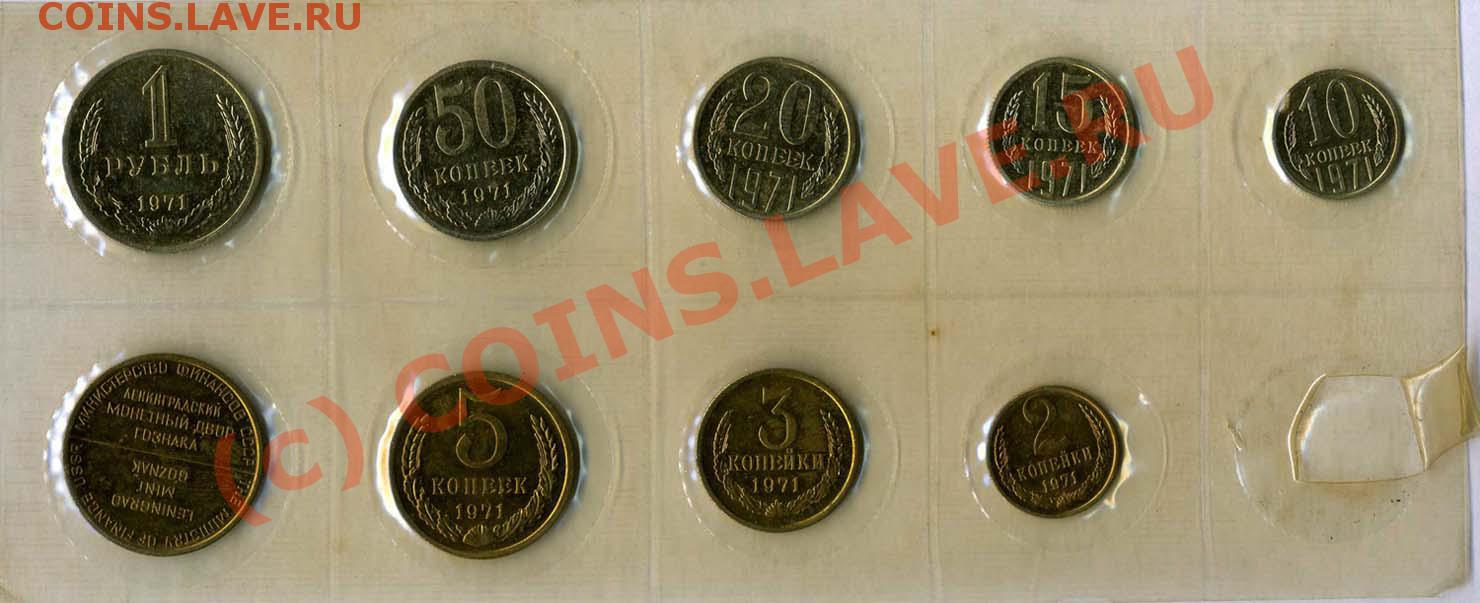 COINS.LAVE.RU
1
РУБЛЬ
1971
50
КОПЕЕК
1971
20
КОПЕЕК
1971
15
КОПЕЕК
1971
10
КОПЕЕК
1971
(c) COINS.LAVE.RU
МИНИСТЕРСТВО ФИНАНСОВ СССР
ЛЕНИНГРАДСКИЙ
МОНЕТНЫЙ ДВОР
ГОЗНАКА
GOZNAK
MINT
LENINGRAD
THE MINISTRY OF FINANCE USSR
5
КОПЕЕК
1971
3
КОПЕЙКИ
1971
2
КОПЕЙКИ
1971